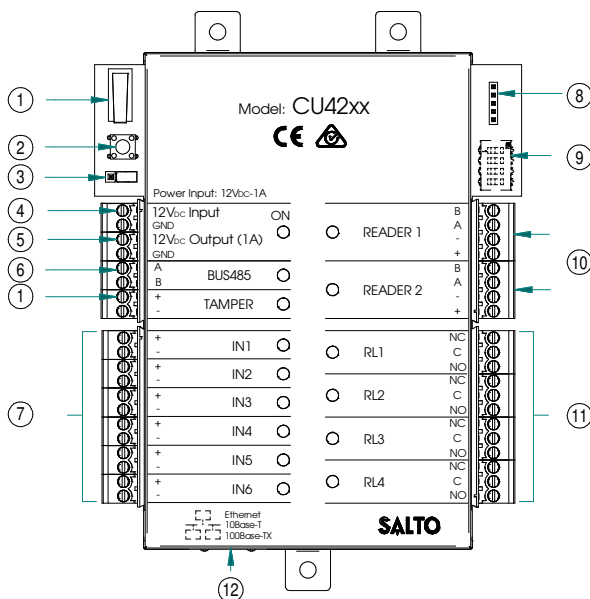 Model: CU42xx
CE
Power Input: 12VDC-1A
12VDC Input ON
GND
12VDC Output (1A)
GND
A
B
BUS485
+
-
TAMPER
+
-
IN1
+
-
IN2
+
-
IN3
+
-
IN4
+
-
IN5
+
-
IN6
READER 1
B
A
-
+
READER 2
B
A
-
+
RL1
NC
C
NO
RL2
NC
C
NO
RL3
NC
C
NO
RL4
NC
C
NO
Ethernet
10Base-T
100Base-TX
SALTO
1
2
3
4
5
6
1
7
8
9
10
11
12